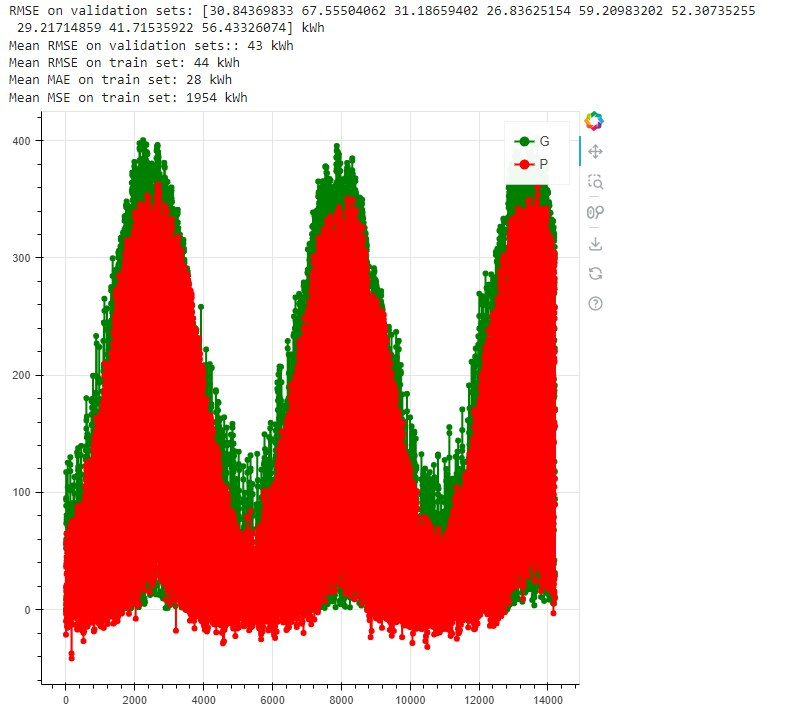 RMSE on validation sets: [30.84369833 67.55504062 31.18659402 26.83625154 59.20983202 52.30735255
29.21714859 41.71535922 56.43326074] kWh
Mean RMSE on validation sets:: 43 kWh
Mean RMSE on train set: 44 kWh
Mean MAE on train set: 28 kWh
Mean MSE on train set: 1954 kWh
G
P
400
300
200
100
0
0 2000 4000 6000 8000 10000 12000 14000